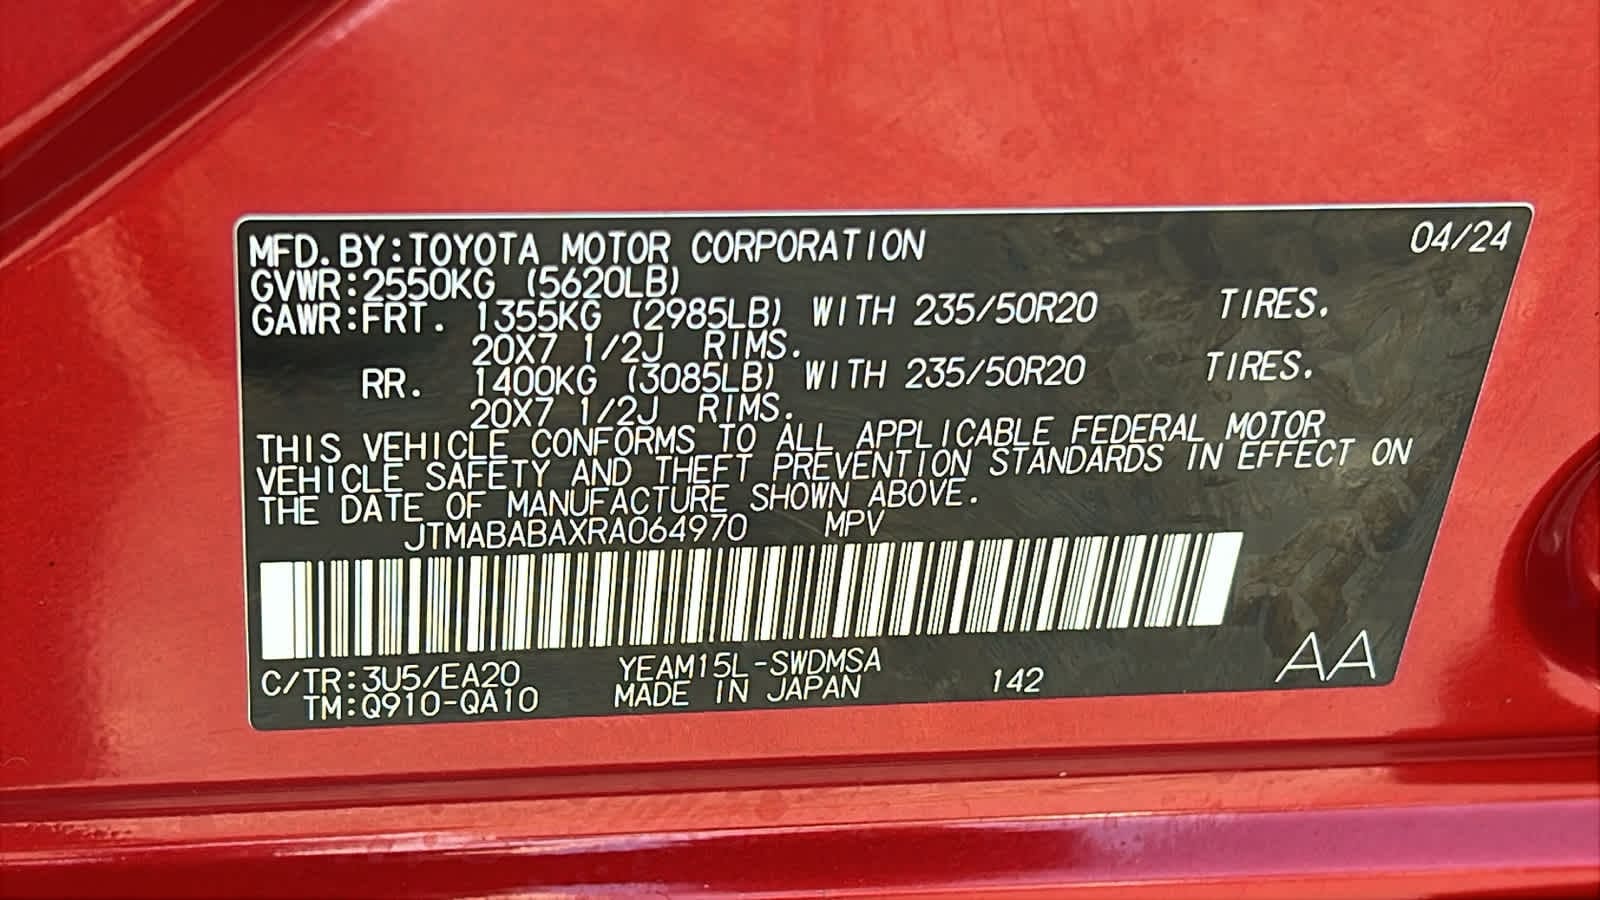 MFD.BY:TOYOTA MOTOR CORPORATION 04/24
GVWR:2550KG (5620LB)
GAWR:FRT. 1355KG (2985LB) WITH 235/50R20 TIRES.
20X7 1/2J RIMS.
RR. 1400KG (3085LB) WITH 235/50R20 TIRES.
20X7 1/2J RIMS.
THIS VEHICLE CONFORMS TO ALL APPLICABLE FEDERAL MOTOR
VEHICLE SAFETY AND THEFT PREVENTION STANDARDS IN EFFECT ON
THE DATE OF MANUFACTURE SHOWN ABOVE.
JTMABABAXRA064970 MPV
C/TR:3U5/EA20 YEAM15L-SWDMSA
TM:Q910-QA10 MADE IN JAPAN 142 AA